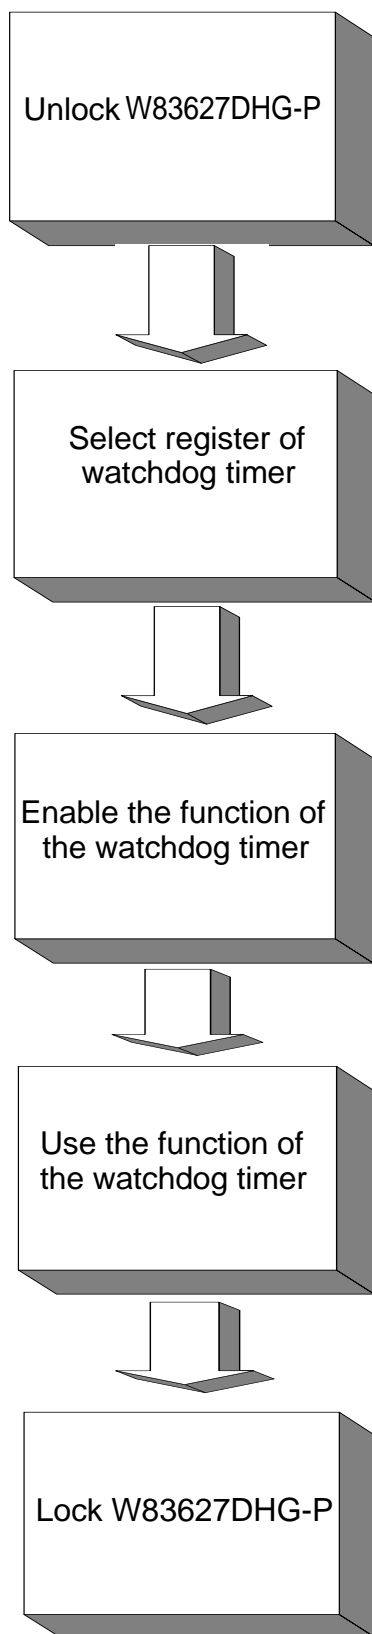 Unlock W83627DHG-P
Select register of
watchdog timer
Enable the function of
the watchdog timer
Use the function of
the watchdog timer
Lock W83627DHG-P